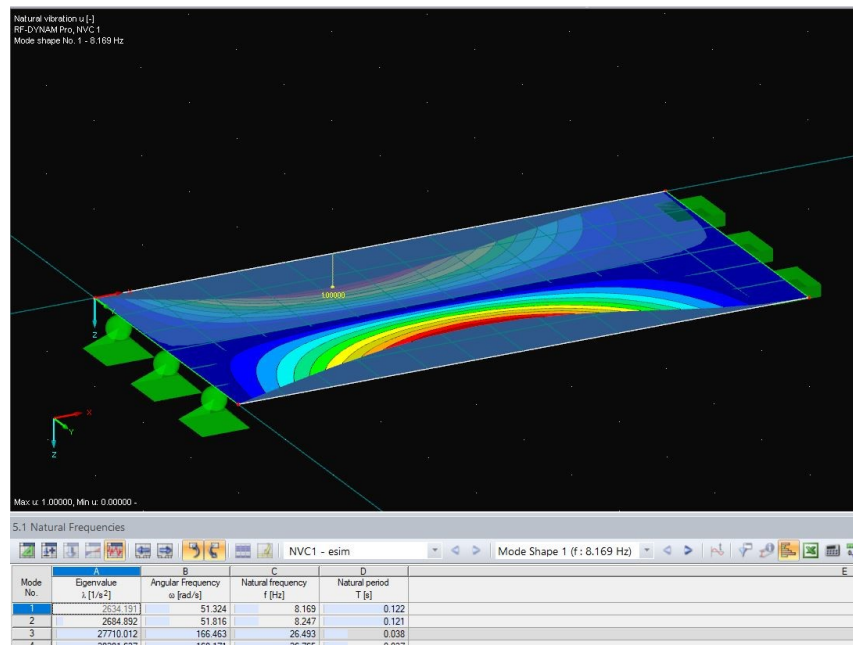 Natural vibration u [-]
RF-DYNAM Pro, NVC 1
Mode shape No. 1 - 8.169 Hz
1.00000
Z
X
Y
Z
Max u: 1.00000, Min u: 0.00000 -
5.1 Natural Frequencies
NVC1 - esim
Mode Shape 1 (f : 8.169 Hz)
A B C D E
Mode Eigenvalue Angular Frequency Natural frequency Natural period
No. λ [1/s²] ω [rad/s] f [Hz] T [s]
1 2634.191 51.324 8.169 0.122
2 2684.892 51.816 8.247 0.121
3 27710.012 166.463 26.493 0.038